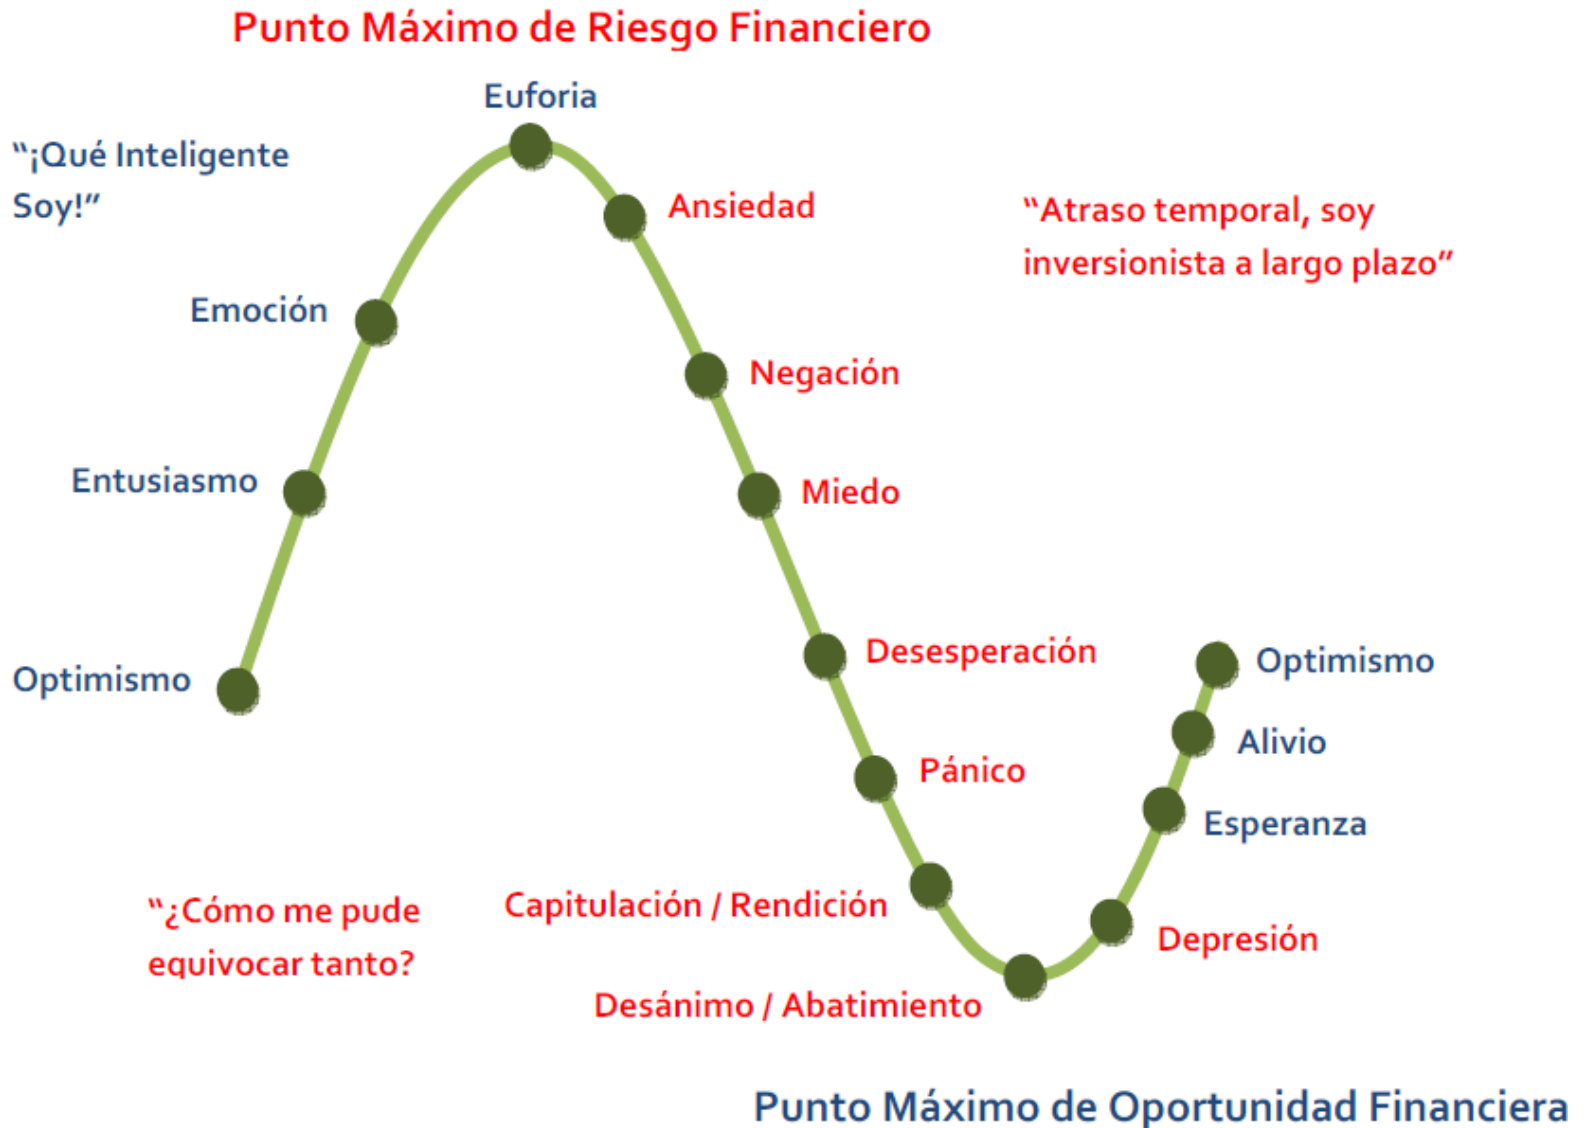 Punto Máximo de Riesgo Financiero
Euforia
“¡Qué Inteligente
Soy!”
Ansiedad
“Atraso temporal, soy
inversionista a largo plazo”
Emoción
Negación
Entusiasmo
Miedo
Desesperación
Optimismo
Optimismo
Alivio
Pánico
Esperanza
“¿Cómo me pude
equivocar tanto?
Capitulación / Rendición
Depresión
Desánimo / Abatimiento
Punto Máximo de Oportunidad Financiera